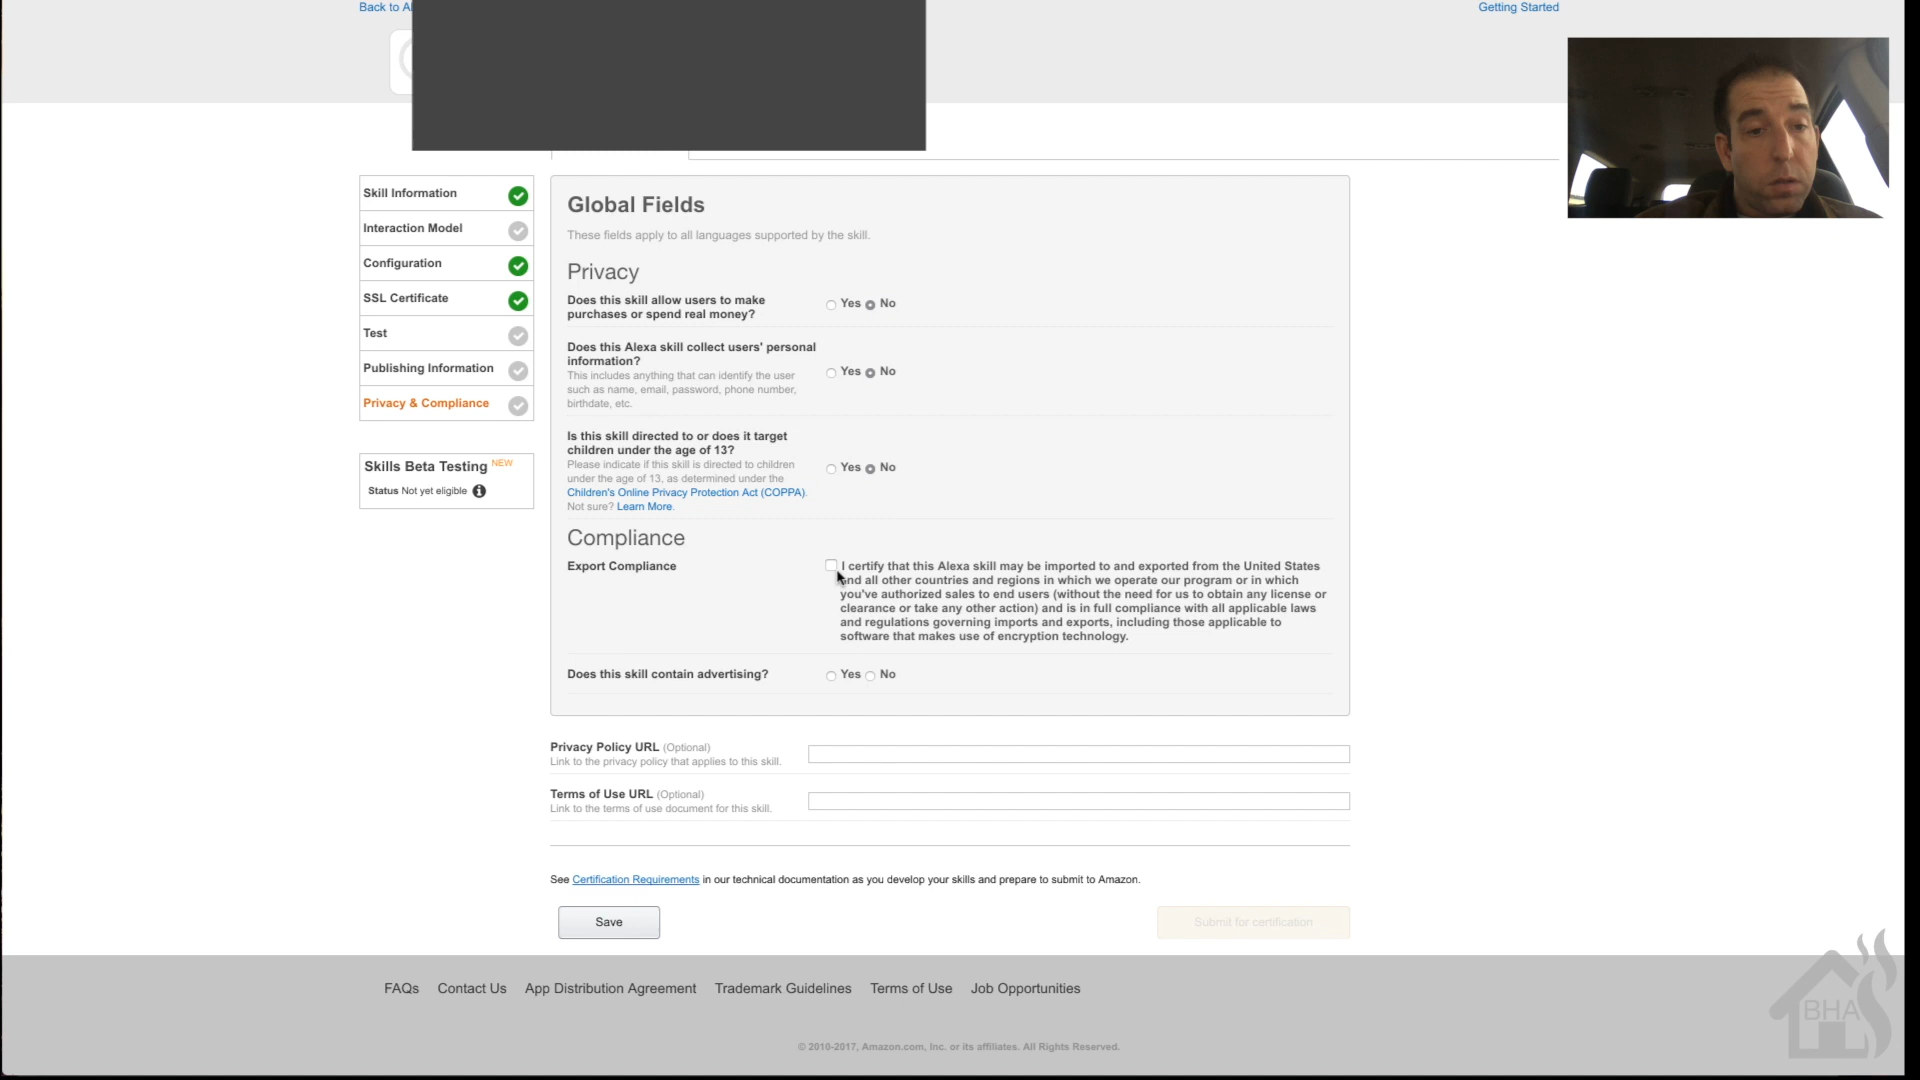 Back to Al
Getting Started
Skill Information
Interaction Model
Configuration
SSL Certificate
Test
Publishing Information
Privacy & Compliance
Skills Beta Testing NEW
Status Not yet eligible
Global Fields
These fields apply to all languages supported by the skill.
Privacy
Does this skill allow users to make
purchases or spend real money?
Yes No
Does this Alexa skill collect users' personal
information?
This includes anything that can identify the user
such as name, email, password, phone number,
birthdate, etc.
Yes No
Is this skill directed to or does it target
children under the age of 13?
Please indicate if this skill is directed to children
under the age of 13, as determined under the
Children's Online Privacy Protection Act (COPPA).
Not sure? Learn More.
Yes No
Compliance
Export Compliance
I certify that this Alexa skill may be imported to and exported from the United States
and all other countries and regions in which we operate our program or in which
you've authorized sales to end users (without the need for us to obtain any license or
clearance or take any other action) and is in full compliance with all applicable laws
and regulations governing imports and exports, including those applicable to
software that makes use of encryption technology.
Does this skill contain advertising?
Yes No
Privacy Policy URL (Optional)
Link to the privacy policy that applies to this skill.
Terms of Use URL (Optional)
Link to the terms of use document for this skill.
See Certification Requirements in our technical documentation as you develop your skills and prepare to submit to Amazon.
Save
Submit for certification
FAQs Contact Us App Distribution Agreement Trademark Guidelines Terms of Use Job Opportunities
© 2010-2017, Amazon.com, Inc. or its affiliates. All Rights Reserved.
BHA